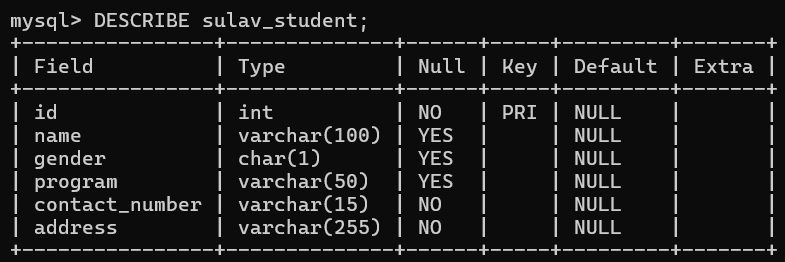 mysql> DESCRIBE sulav_student;
+----------------+--------------+------+-----+---------+-------+
| Field          | Type         | Null | Key | Default | Extra |
+----------------+--------------+------+-----+---------+-------+
| id             | int          | NO   | PRI | NULL    |       |
| name           | varchar(100) | YES  |     | NULL    |       |
| gender         | char(1)      | YES  |     | NULL    |       |
| program        | varchar(50)  | YES  |     | NULL    |       |
| contact_number | varchar(15)  | NO   |     | NULL    |       |
| address        | varchar(255) | NO   |     | NULL    |       |
+----------------+--------------+------+-----+---------+-------+